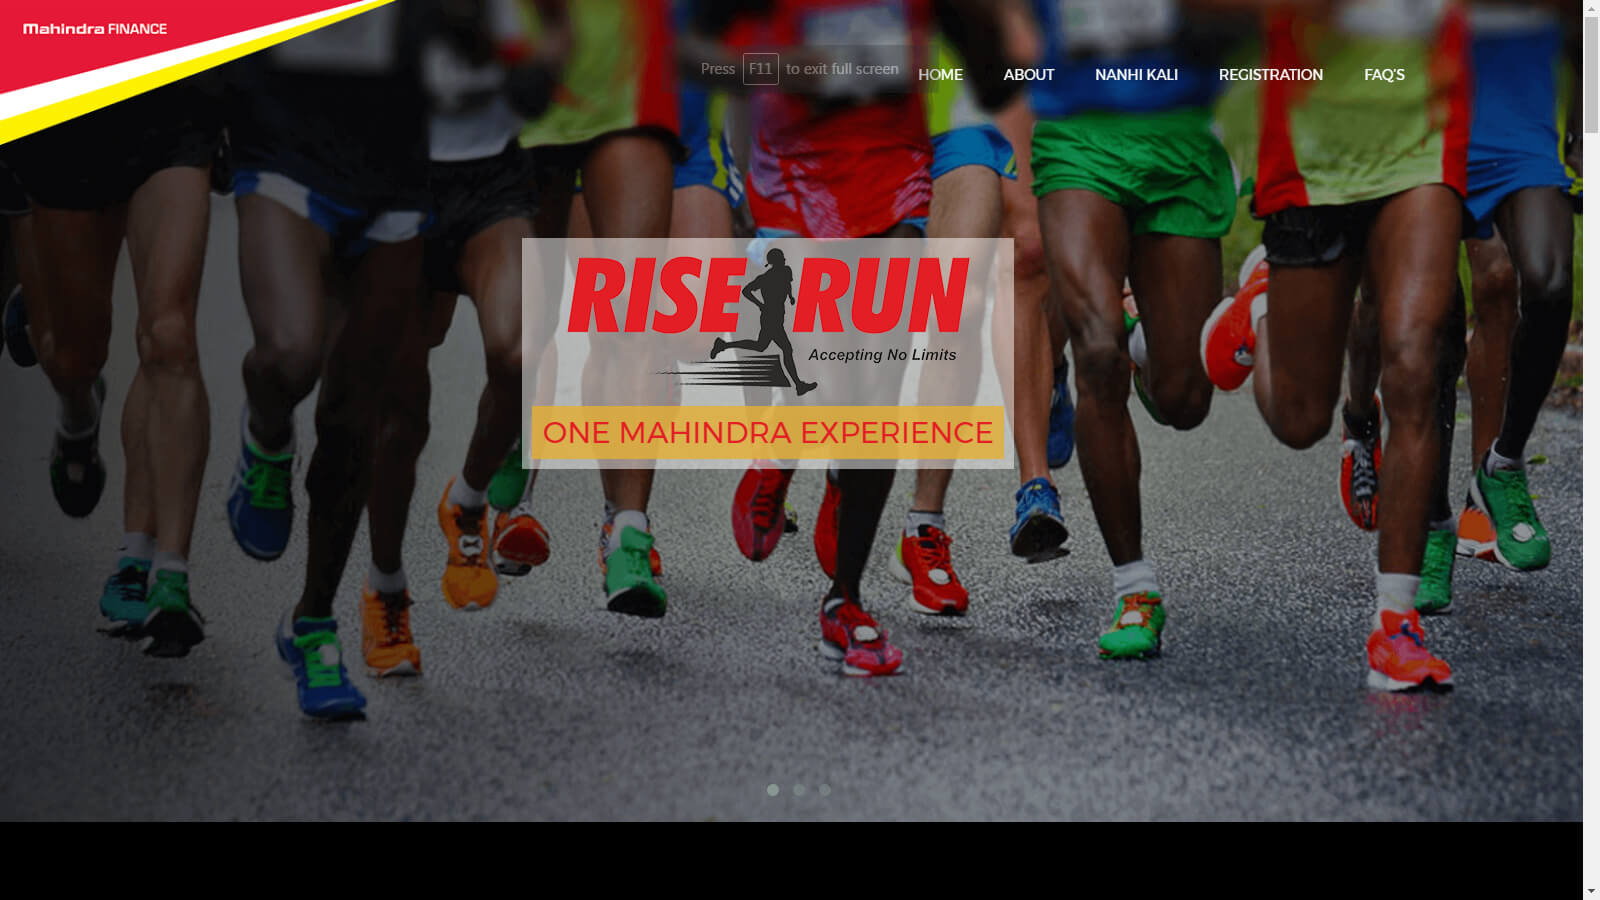 Mahindra FINANCE
Press F11 to exit full screen
HOME
ABOUT
NANHI KALI
REGISTRATION
FAQ'S
RISE RUN
Accepting No Limits
ONE MAHINDRA EXPERIENCE